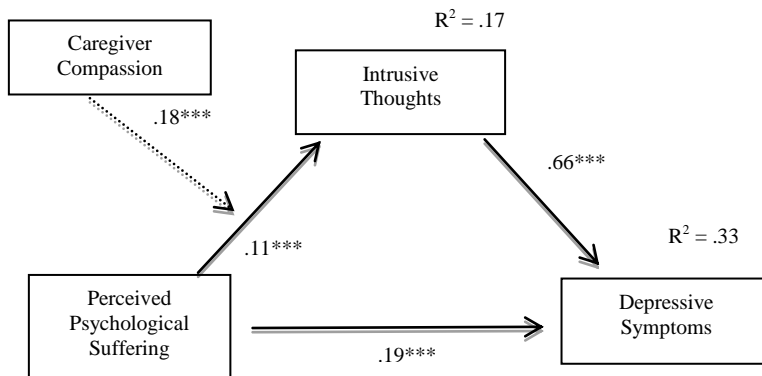 R² = .17
Caregiver
Compassion
Intrusive
Thoughts
.18***
.66***
.11***
R² = .33
Perceived
Psychological
Suffering
Depressive
Symptoms
.19***